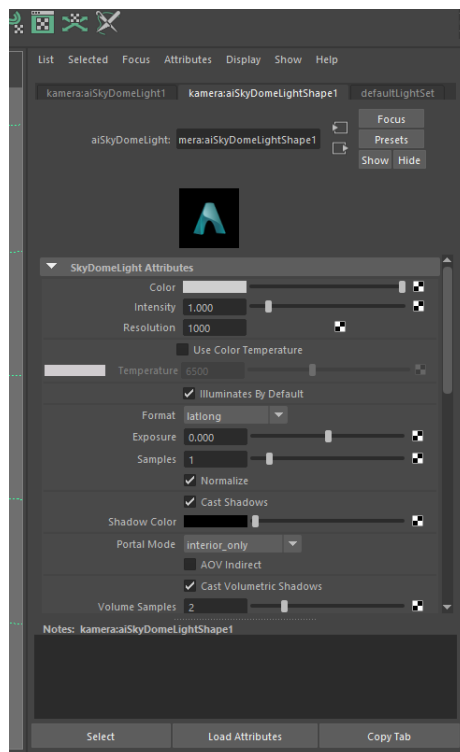 List Selected Focus Attributes Display Show Help
kamera:aiSkyDomeLight1 kamera:aiSkyDomeLightShape1 defaultLightSet
Focus
aiSkyDomeLight: mera:aiSkyDomeLightShape1 Presets
Show Hide
SkyDomeLight Attributes
Color
Intensity 1.000
Resolution 1000
Use Color Temperature
Temperature 6500
Illuminates By Default
Format latlong
Exposure 0.000
Samples 1
Normalize
Cast Shadows
Shadow Color
Portal Mode interior_only
AOV Indirect
Cast Volumetric Shadows
Volume Samples 2
Notes: kamera:aiSkyDomeLightShape1
Select Load Attributes Copy Tab